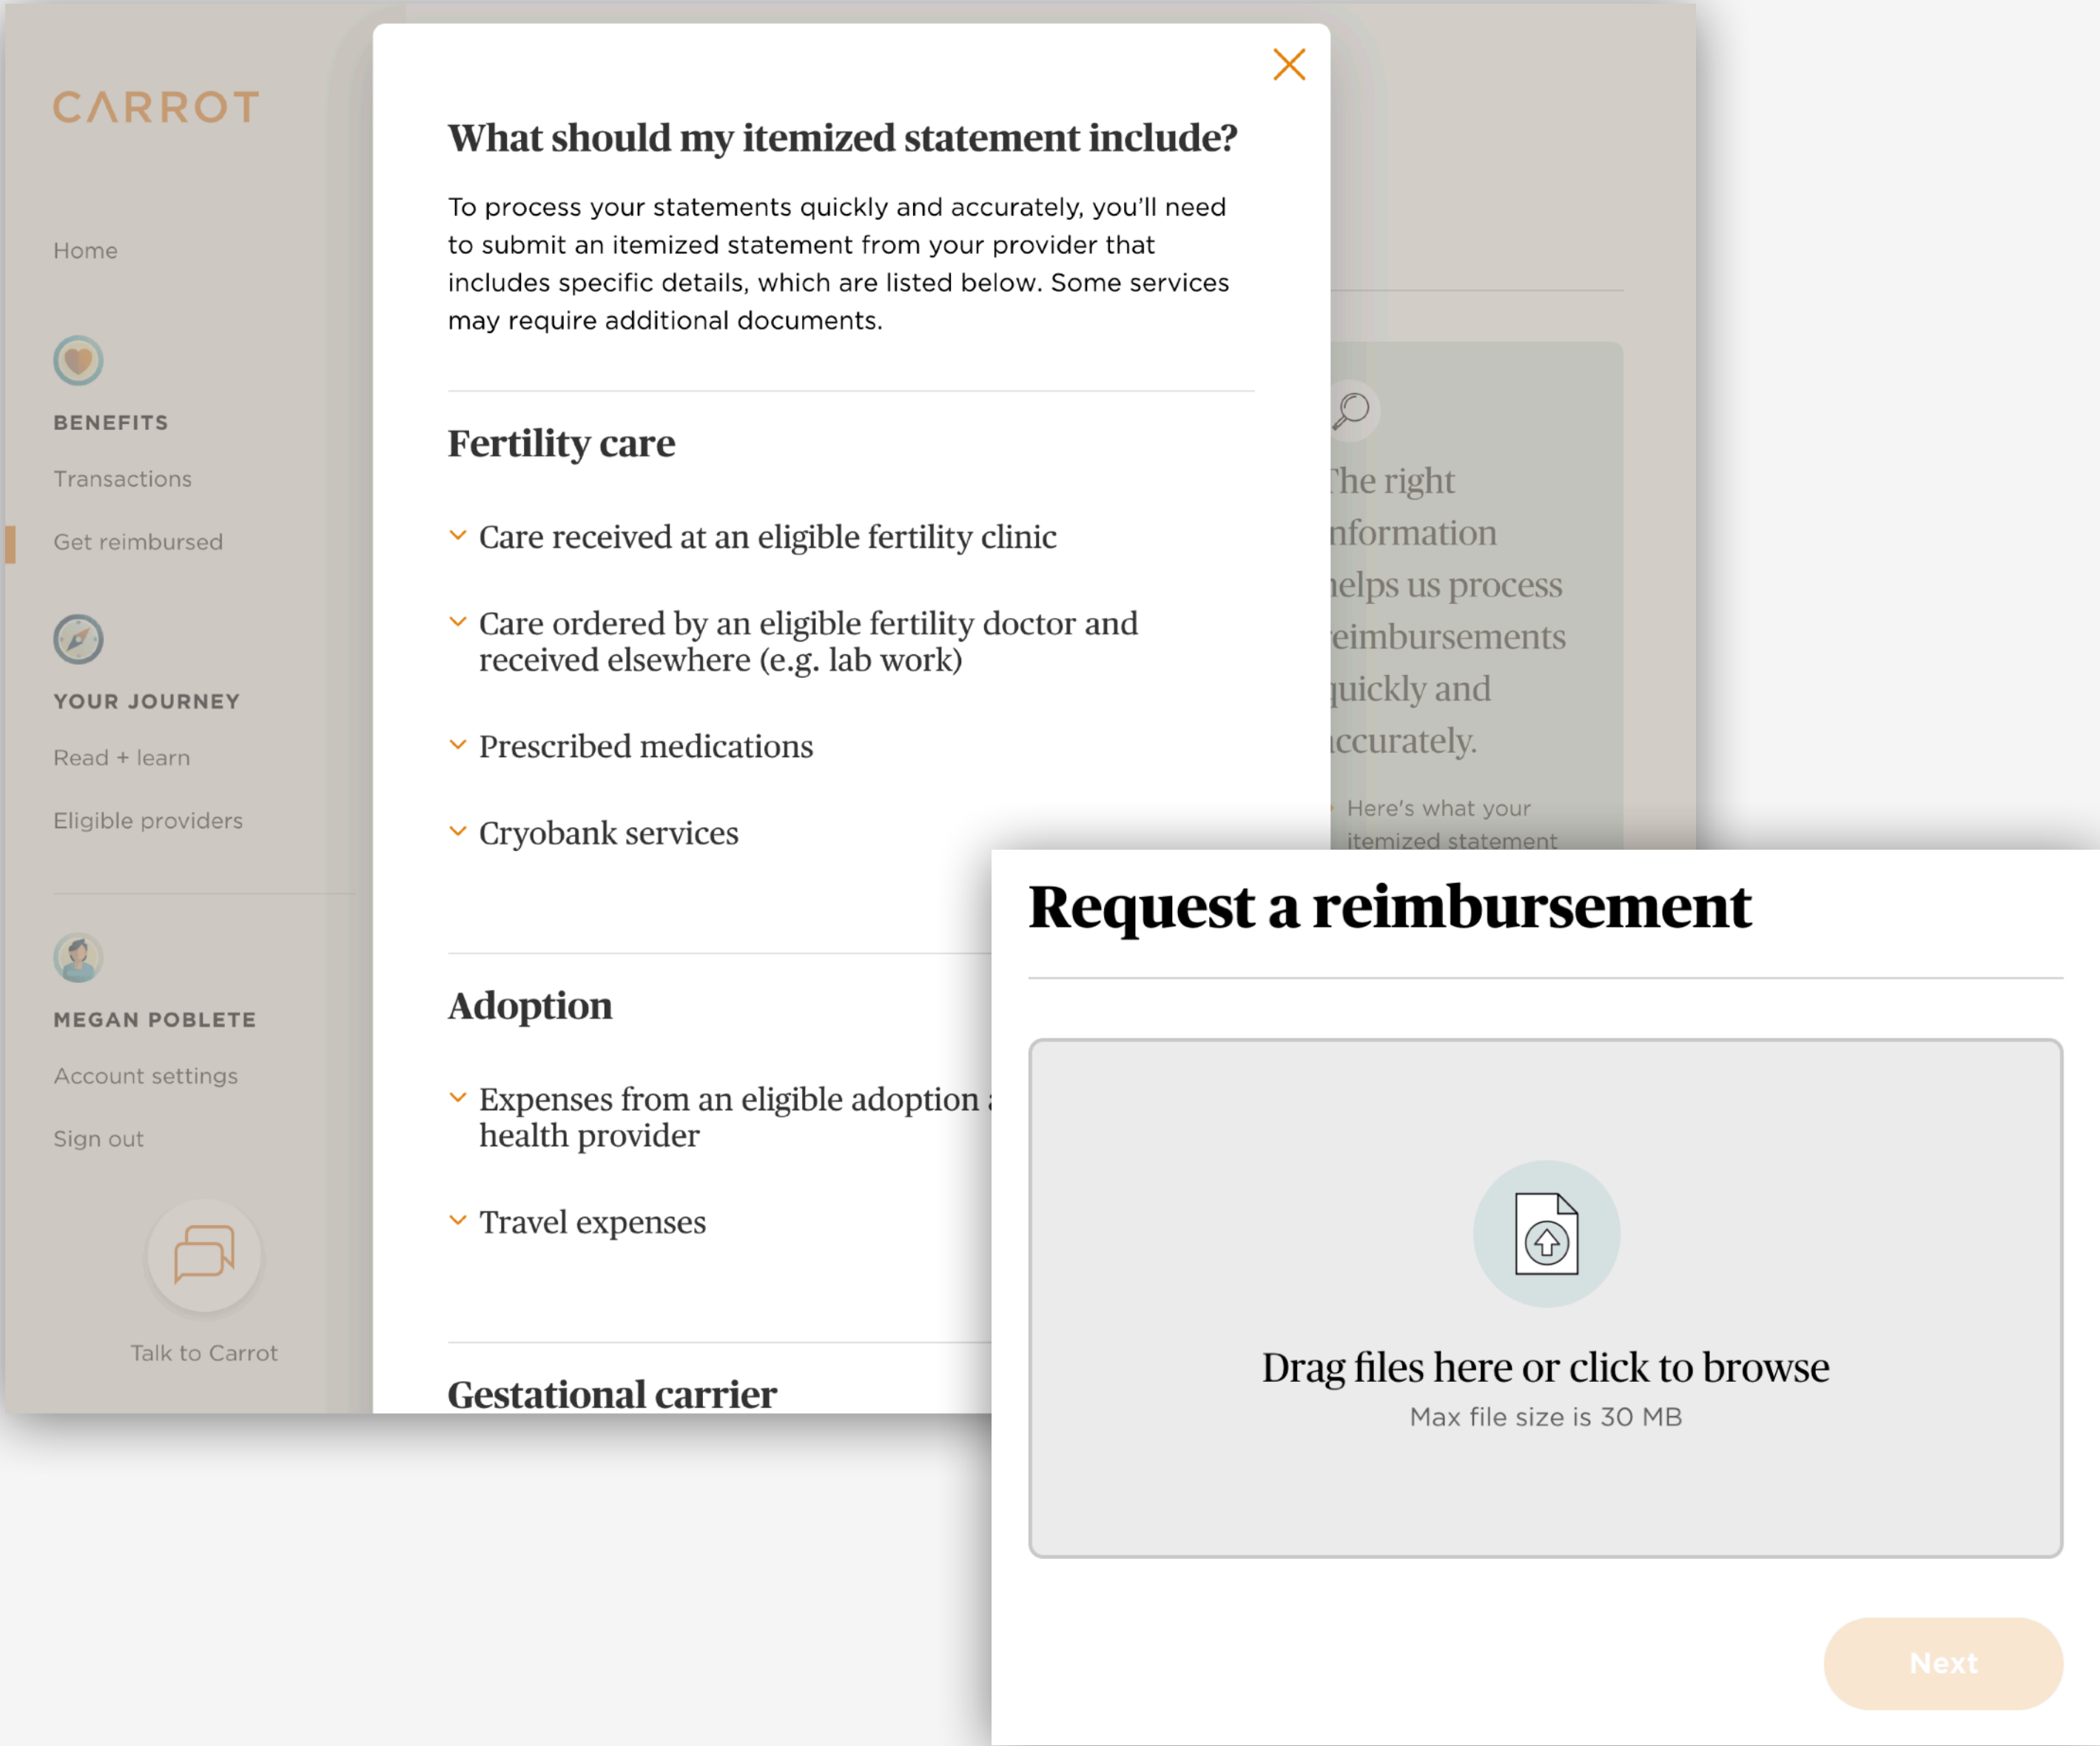 CARROT
Home
BENEFITS
Transactions
Get reimbursed
YOUR JOURNEY
Read + learn
Eligible providers
MEGAN POBLETE
Account settings
Sign out
Talk to Carrot
What should my itemized statement include?
To process your statements quickly and accurately, you’ll need
to submit an itemized statement from your provider that
includes specific details, which are listed below. Some services
may require additional documents.
Fertility care
Care received at an eligible fertility clinic
Care ordered by an eligible fertility doctor and
received elsewhere (e.g. lab work)
Prescribed medications
Cryobank services
Adoption
Expenses from an eligible adoption
health provider
Travel expenses
Gestational carrier
The right
information
helps us process
reimbursements
quickly and
accurately.
Here's what your
itemized statement
Request a reimbursement
Drag files here or click to browse
Max file size is 30 MB
Next